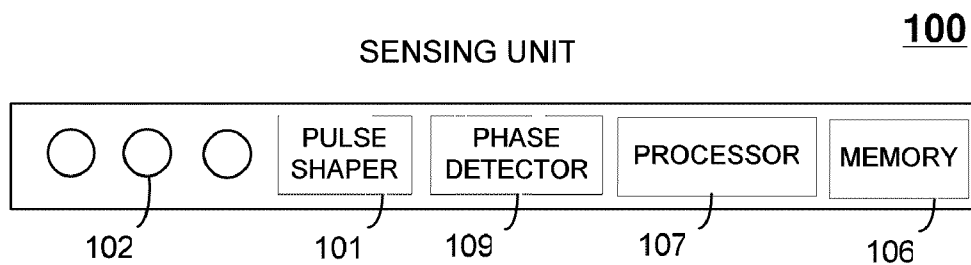 100
SENSING UNIT
PULSE
SHAPER
PHASE
DETECTOR
PROCESSOR
MEMORY
102
101
109
107
106